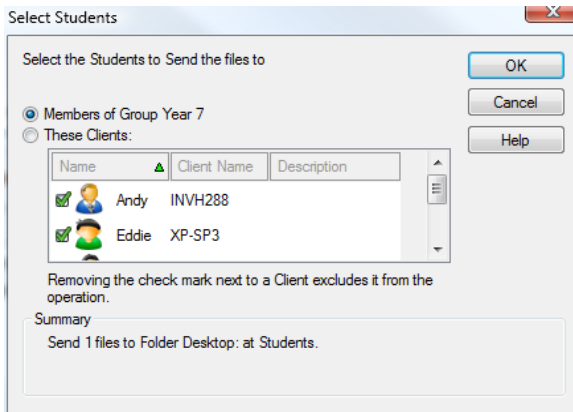 Select Students
Select the Students to Send the files to
OK
Cancel
Help
Members of Group Year 7
These Clients:
Name Client Name Description
Andy INVH288
Eddie XP-SP3
Removing the check mark next to a Client excludes it from the
operation.
Summary
Send 1 files to Folder Desktop: at Students.